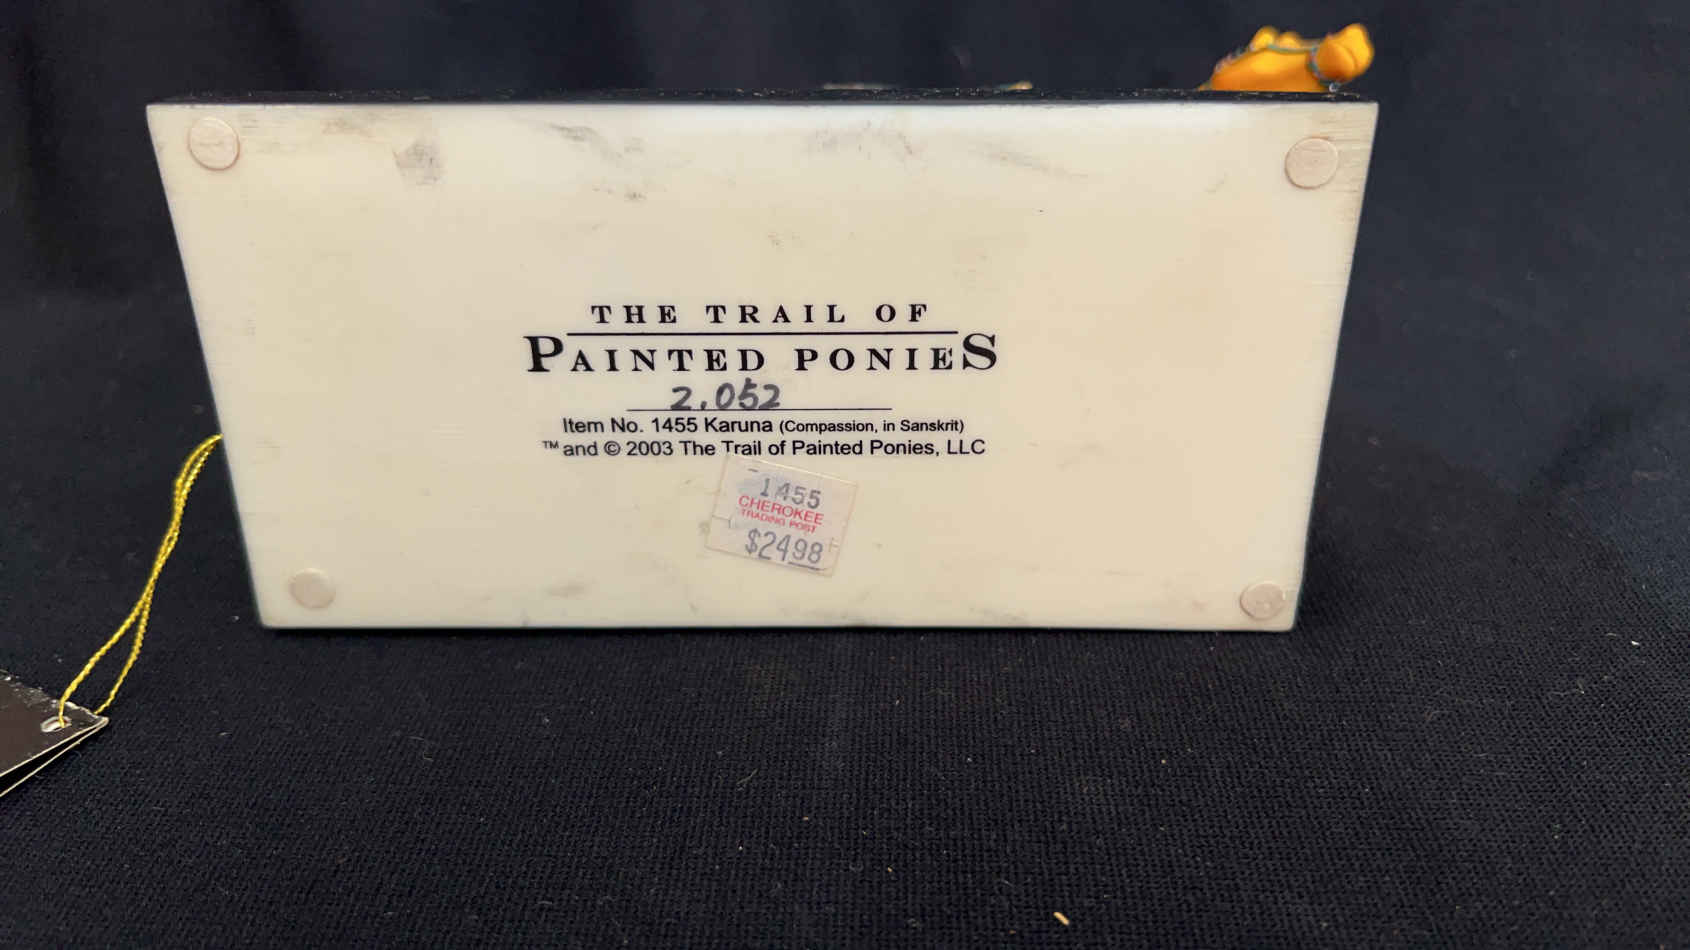 THE TRAIL OF
PAINTED PONIES
2,052
Item No. 1455 Karuna (Compassion, in Sanskrit)
™ and © 2003 The Trail of Painted Ponies, LLC
1455
CHEROKEE
TRADING POST
$2498